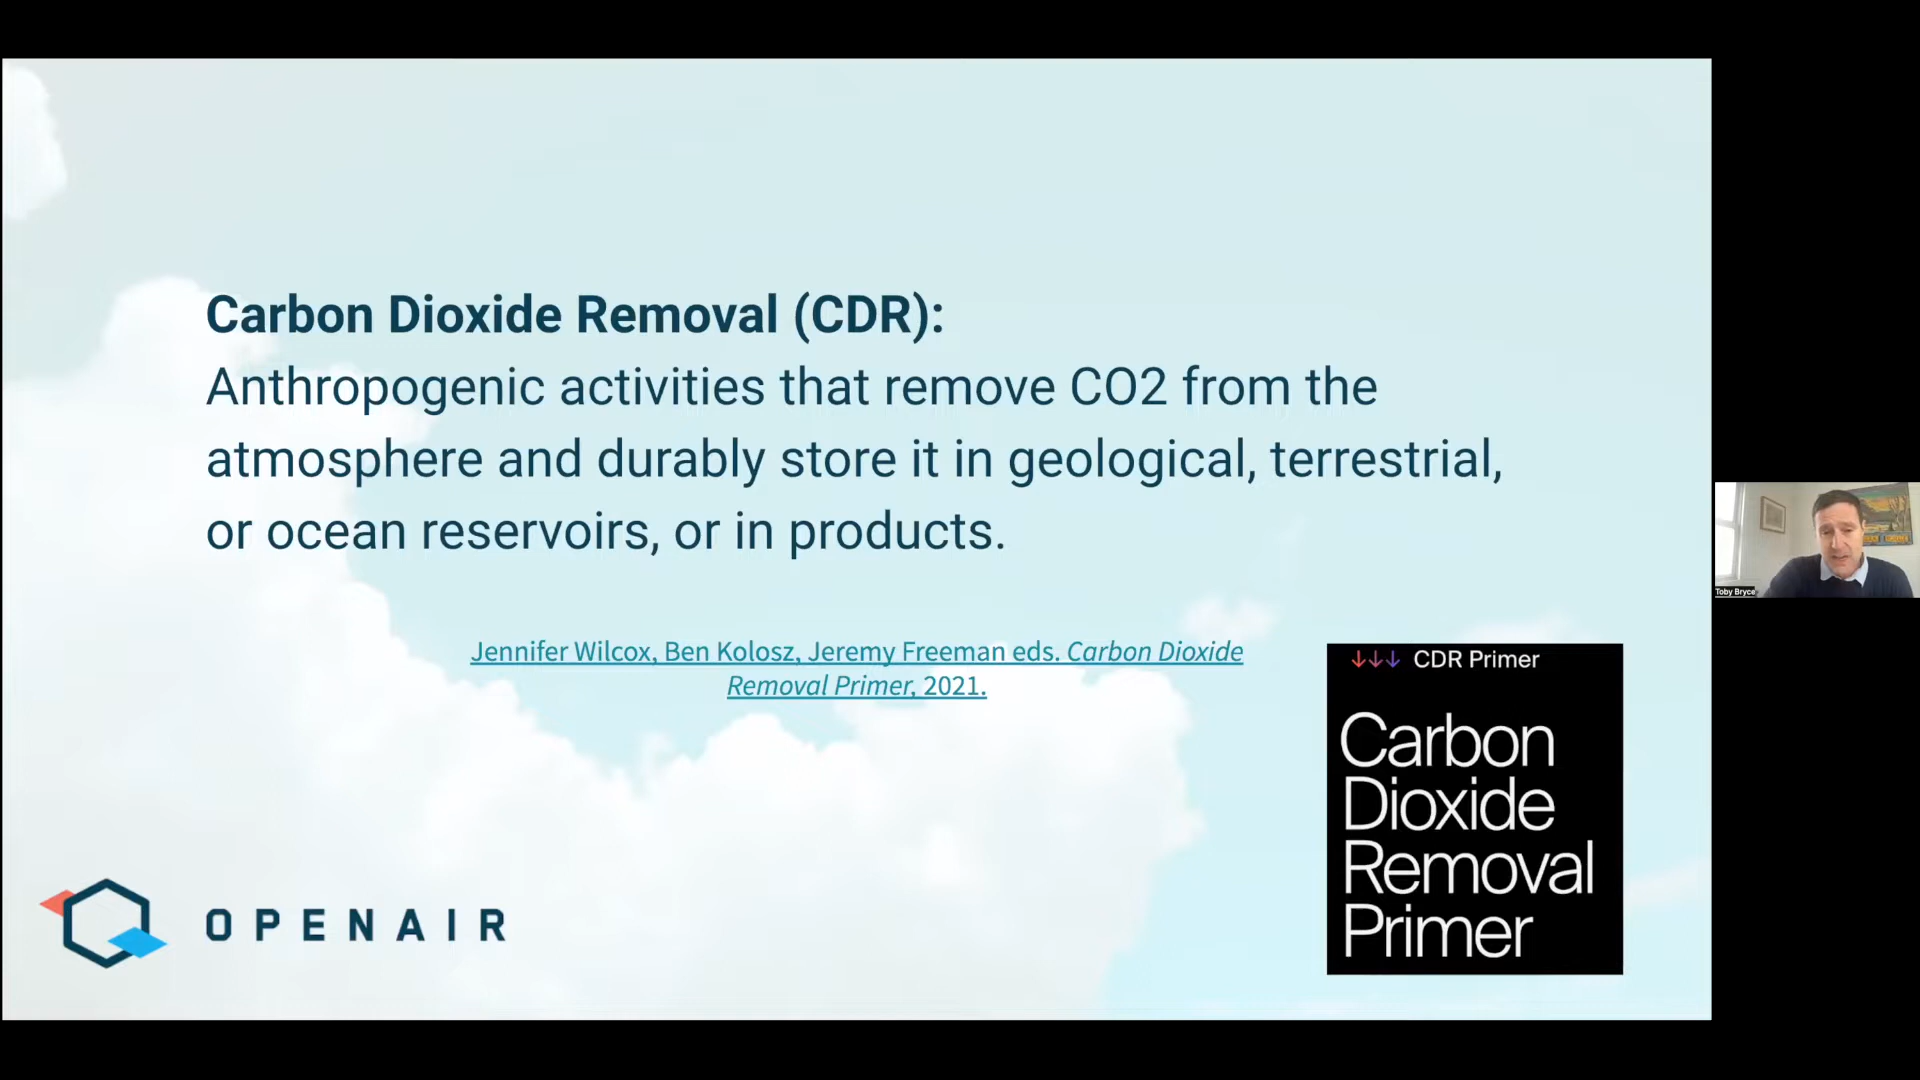 Carbon Dioxide Removal (CDR):
Anthropogenic activities that remove CO2 from the
atmosphere and durably store it in geological, terrestrial,
or ocean reservoirs, or in products.
Jennifer Wilcox, Ben Kolosz, Jeremy Freeman eds. Carbon Dioxide
Removal Primer, 2021.
CDR Primer
Carbon
Dioxide
Removal
Primer
OPENAIR
Toby Bryce